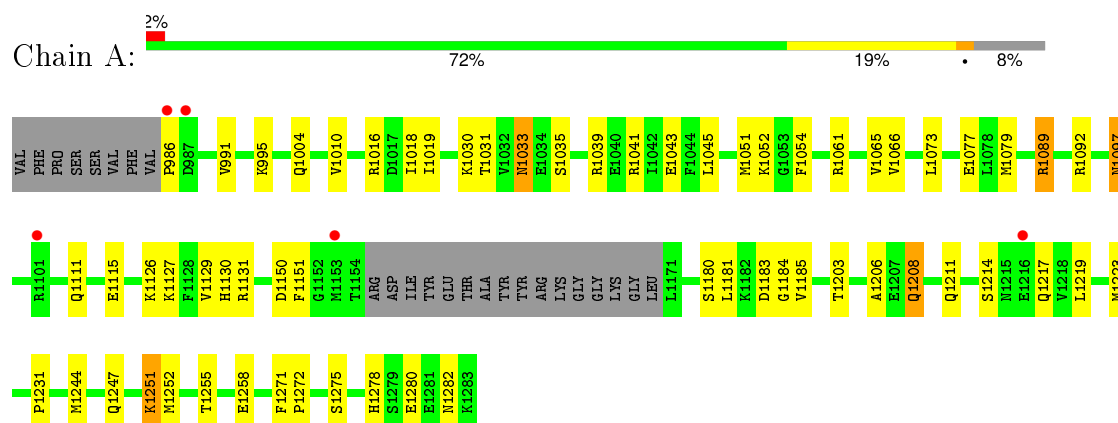 2%
Chain A:
72% 19% • 8%
VAL PHE PRO SER SER VAL PHE VAL P986 D987 V991 K995 Q1004 V1010 R1016 D1017 I1018 I1019 K1030 T1031 V1032 N1033 E1034 S1035 R1039 E1040 R1041 I1042 E1043 F1044 L1045 M1051 K1052 G1053 F1054 R1061 V1065 V1066 L1073 E1077 L1078 M1079 R1089 R1092 N1097
R1101 Q1111 E1115 K1126 K1127 F1128 V1129 H1130 R1131 D1150 F1151 G1152 M1153 T1154 ARG ASP ILE TYR GLU THR ALA TYR TYR ARG LYS GLY GLY LYS GLY LEU L1171 S1180 L1181 K1182 D1183 G1184 V1185 T1203 A1206 E1207 Q1208 Q1211 S1214 N1215 E1216 Q1217 V1218 L1219 M1223
P1231 M1244 Q1247 K1251 M1252 T1255 E1258 F1271 P1272 S1275 H1278 S1279 E1280 E1281 N1282 K1283